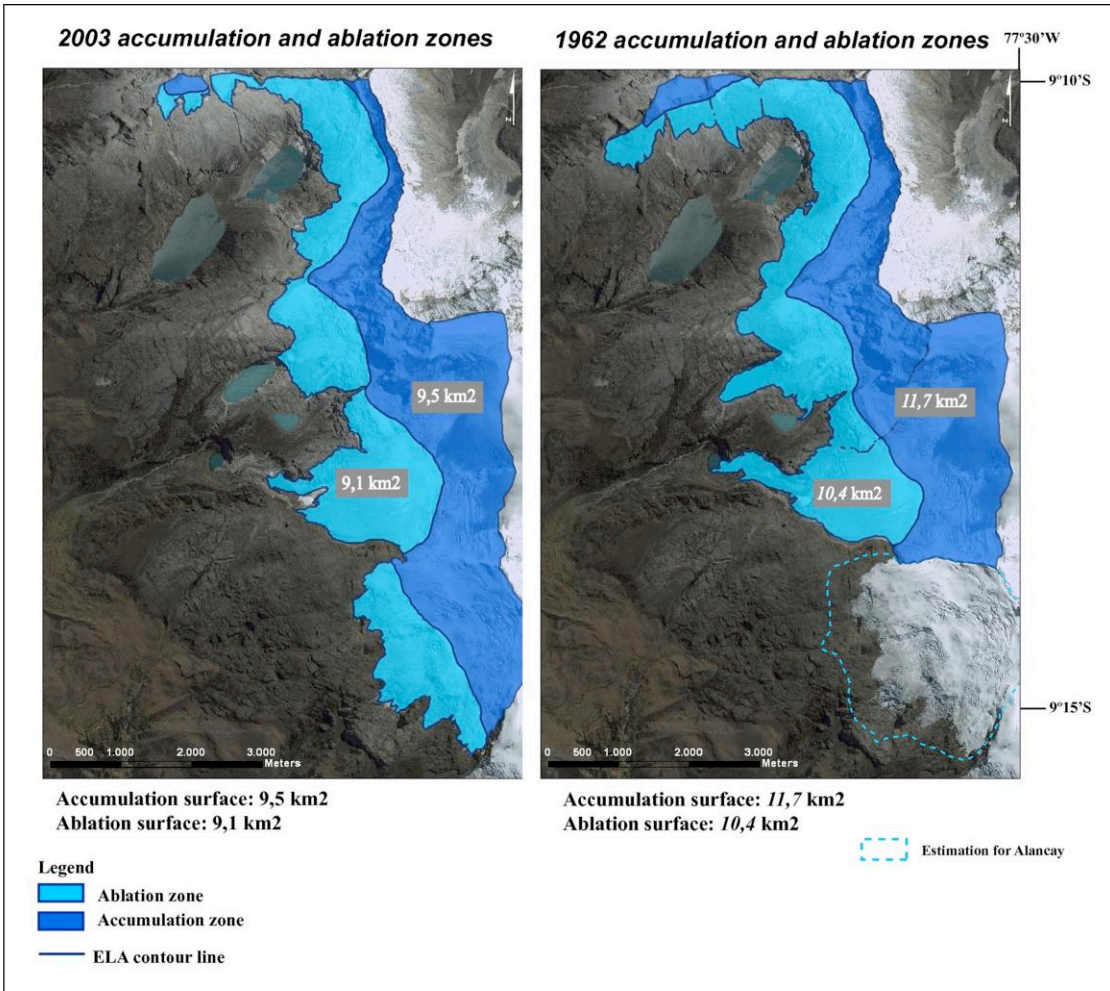 2003 accumulation and ablation zones
1962 accumulation and ablation zones
77º30'W
9º10'S
9,5 km2
11,7 km2
9,1 km2
10,4 km2
9º15'S
0 500 1.000 2.000 3.000
Meters
0 500 1.000 2.000 3.000
Meters
Accumulation surface: 9,5 km2
Ablation surface: 9,1 km2
Accumulation surface: 11,7 km2
Ablation surface: 10,4 km2
Estimation for Alancay
Legend
Ablation zone
Accumulation zone
ELA contour line